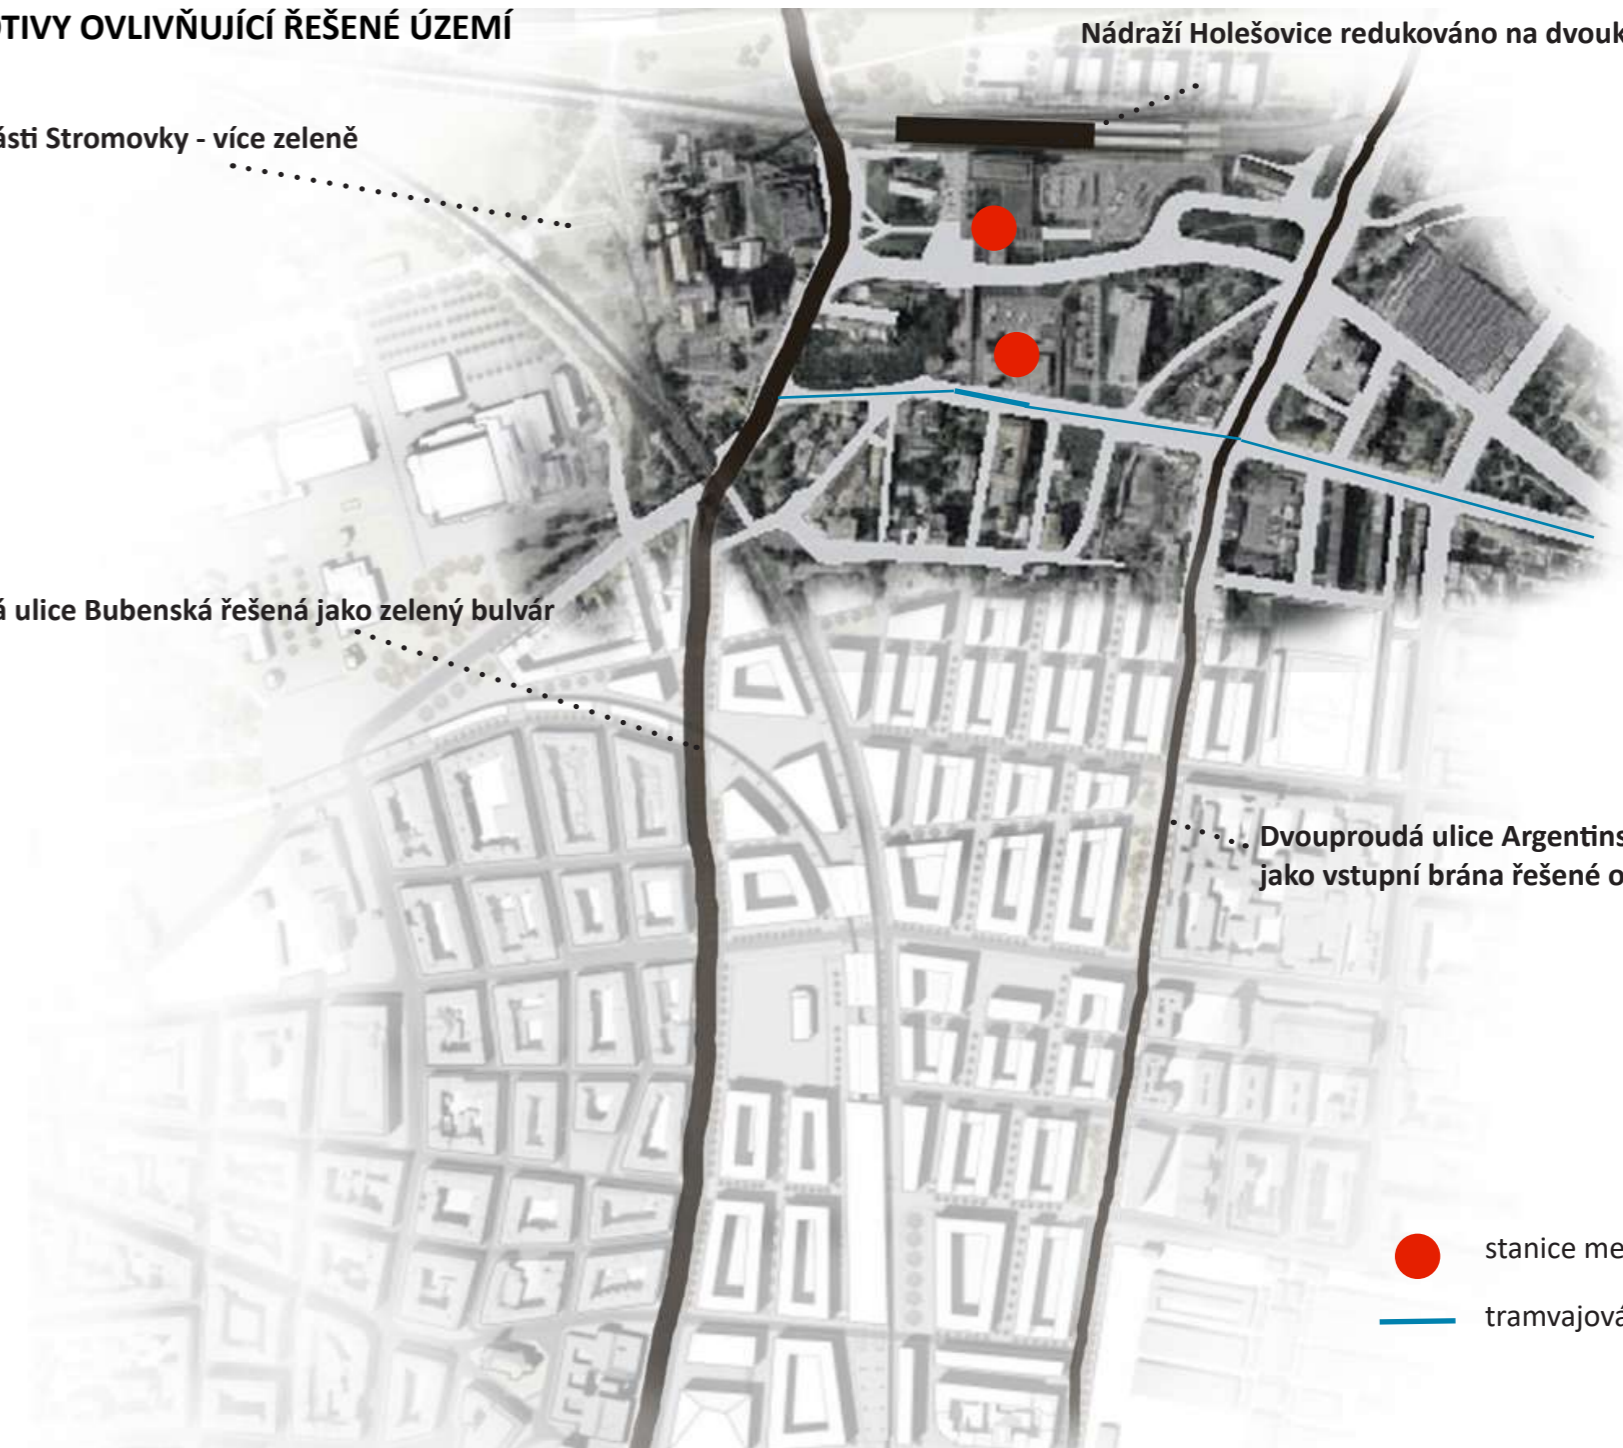 OTIVY OVLIVŇUJÍCÍ ŘEŠENÉ ÚZEMÍ
Nádraží Holešovice redukováno na dvouk
ásti Stromovky - více zeleně
á ulice Bubenská řešená jako zelený bulvár
Dvouproudá ulice Argentins
jako vstupní brána řešené o
stanice me
tramvajová